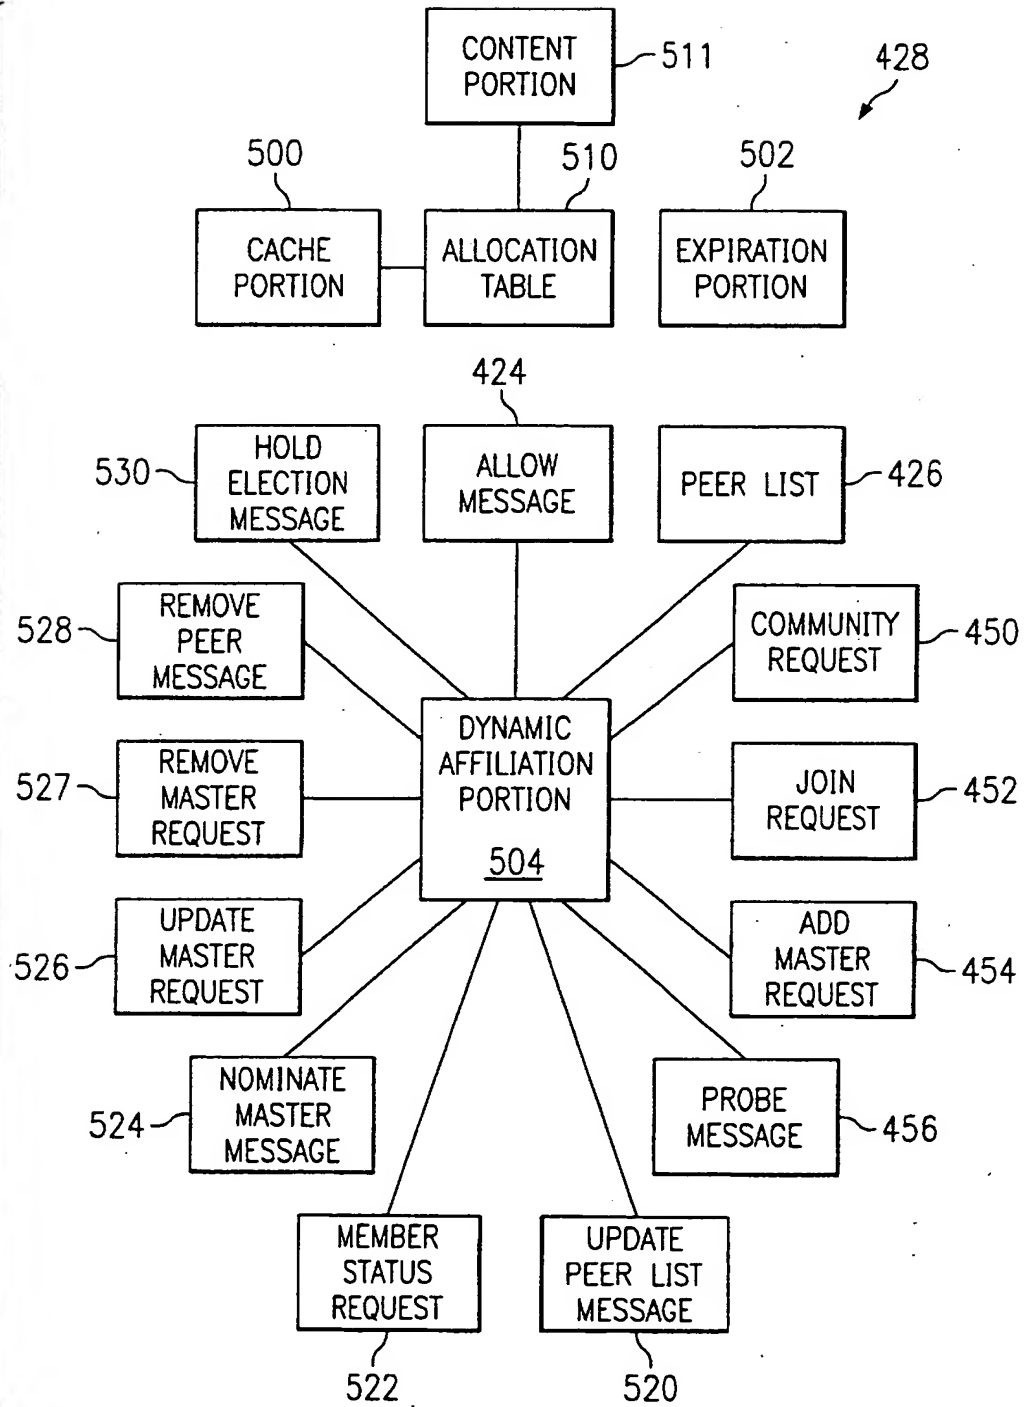 CONTENT
PORTION
511
428
500
510
502
CACHE
PORTION
ALLOCATION
TABLE
EXPIRATION
PORTION
424
530
HOLD
ELECTION
MESSAGE
ALLOW
MESSAGE
PEER LIST
426
528
REMOVE
PEER
MESSAGE
COMMUNITY
REQUEST
450
527
REMOVE
MASTER
REQUEST
DYNAMIC
AFFILIATION
PORTION
504
JOIN
REQUEST
452
526
UPDATE
MASTER
REQUEST
ADD
MASTER
REQUEST
454
524
NOMINATE
MASTER
MESSAGE
PROBE
MESSAGE
456
MEMBER
STATUS
REQUEST
UPDATE
PEER LIST
MESSAGE
522
520